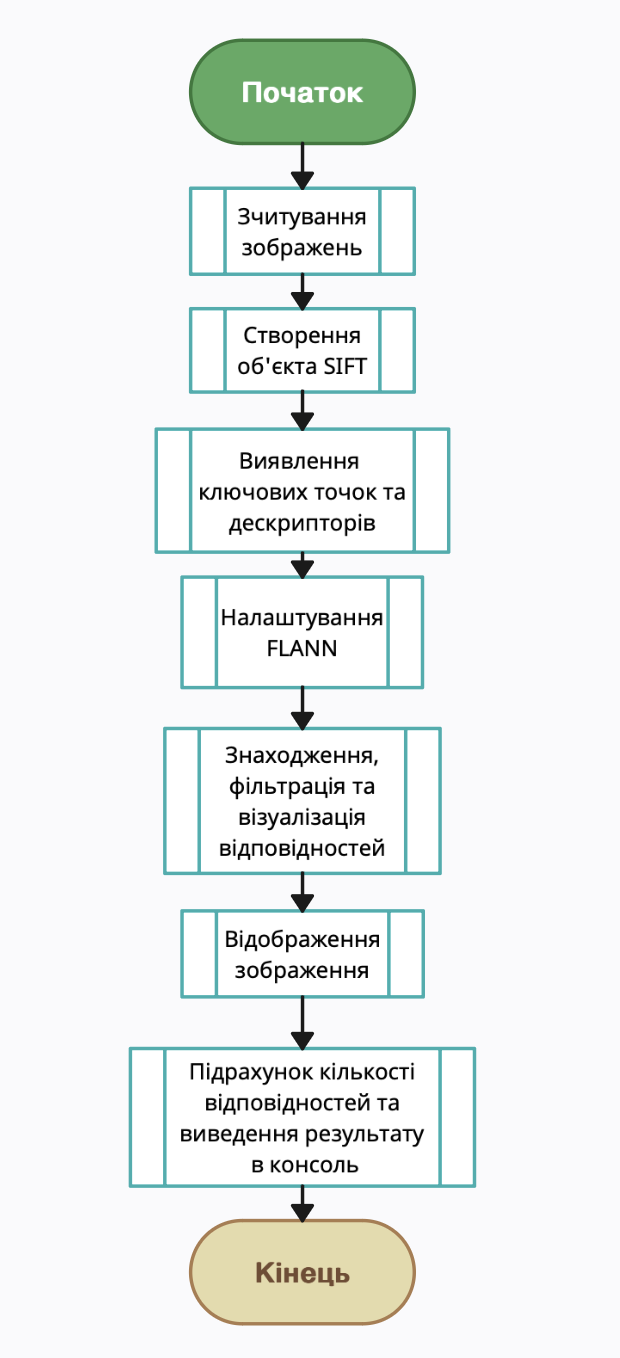 Початок
Зчитування
зображень
Створення
об'єкта SIFT
Виявлення
ключових точок та
дескрипторів
Налаштування
FLANN
Знаходження,
фільтрація та
візуалізація
відповідностей
Відображення
зображення
Підрахунок кількості
відповідностей та
виведення результату
в консоль
Кінець